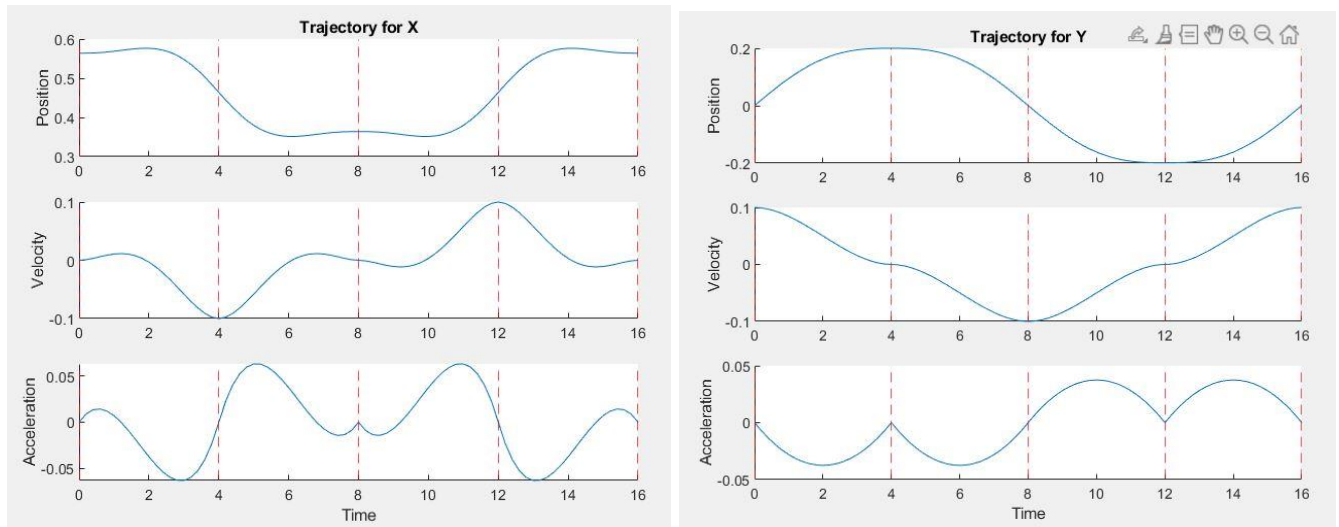 Trajectory for X
0.6
0.5
0.4
0.3
Position
0 2 4 6 8 10 12 14 16
0.1
0
-0.1
Velocity
0 2 4 6 8 10 12 14 16
0.05
0
-0.05
Acceleration
0 2 4 6 8 10 12 14 16
Time
Trajectory for Y
0.2
0
-0.2
Position
0 2 4 6 8 10 12 14 16
0.1
0
-0.1
Velocity
0 2 4 6 8 10 12 14 16
0.05
0
-0.05
Acceleration
0 2 4 6 8 10 12 14 16
Time